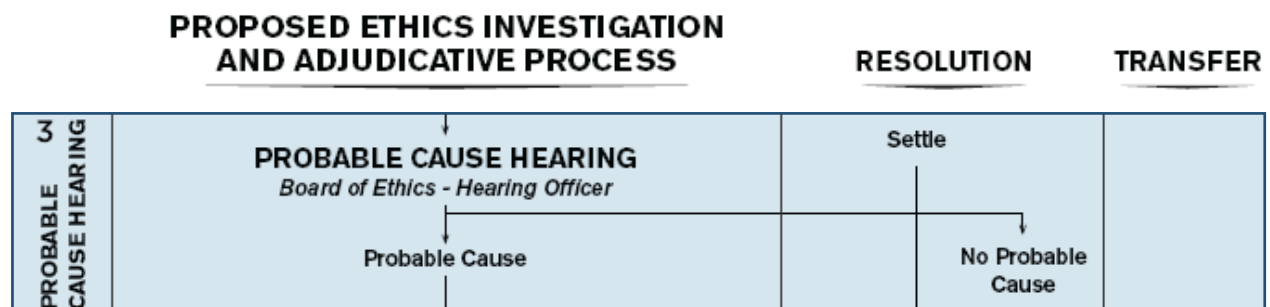 PROPOSED ETHICS INVESTIGATION
AND ADJUDICATIVE PROCESS
RESOLUTION
TRANSFER
3
PROBABLE
CAUSE HEARING
PROBABLE CAUSE HEARING
Board of Ethics - Hearing Officer
Settle
Probable Cause
No Probable
Cause